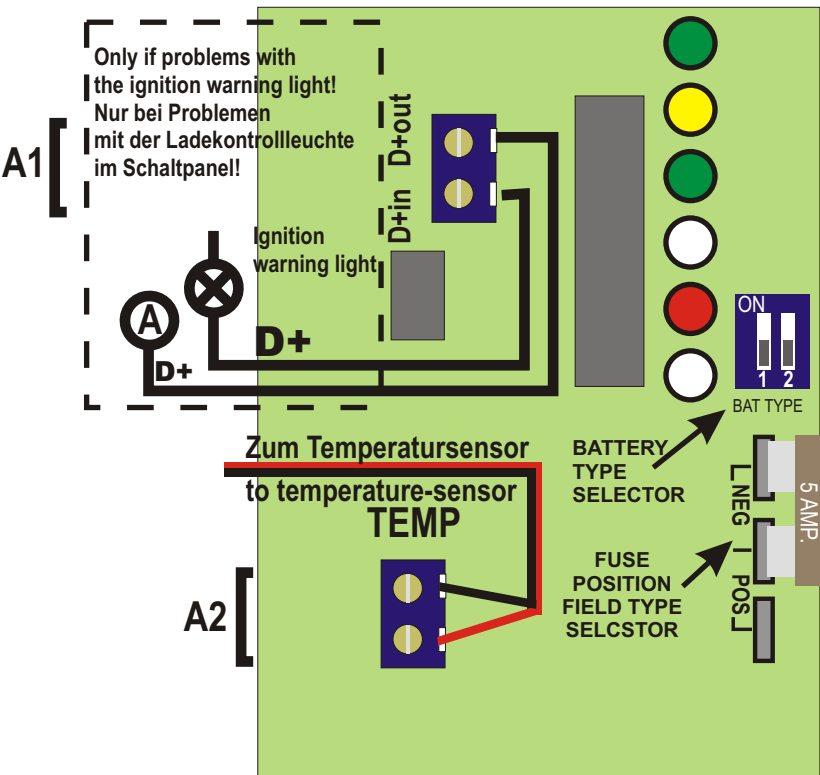 Only if problems with
the ignition warning light!
Nur bei Problemen
mit der Ladekontrollleuchte
im Schaltpanel!
A1
D+out
D+in
Ignition
warning light
A
D+
D+
ON
1 2
BAT TYPE
BATTERY
TYPE
SELECTOR
Zum Temperatursensor
to temperature-sensor
TEMP
A2
NEG
POS
5 AMP.
FUSE
POSITION
FIELD TYPE
SELCSTOR